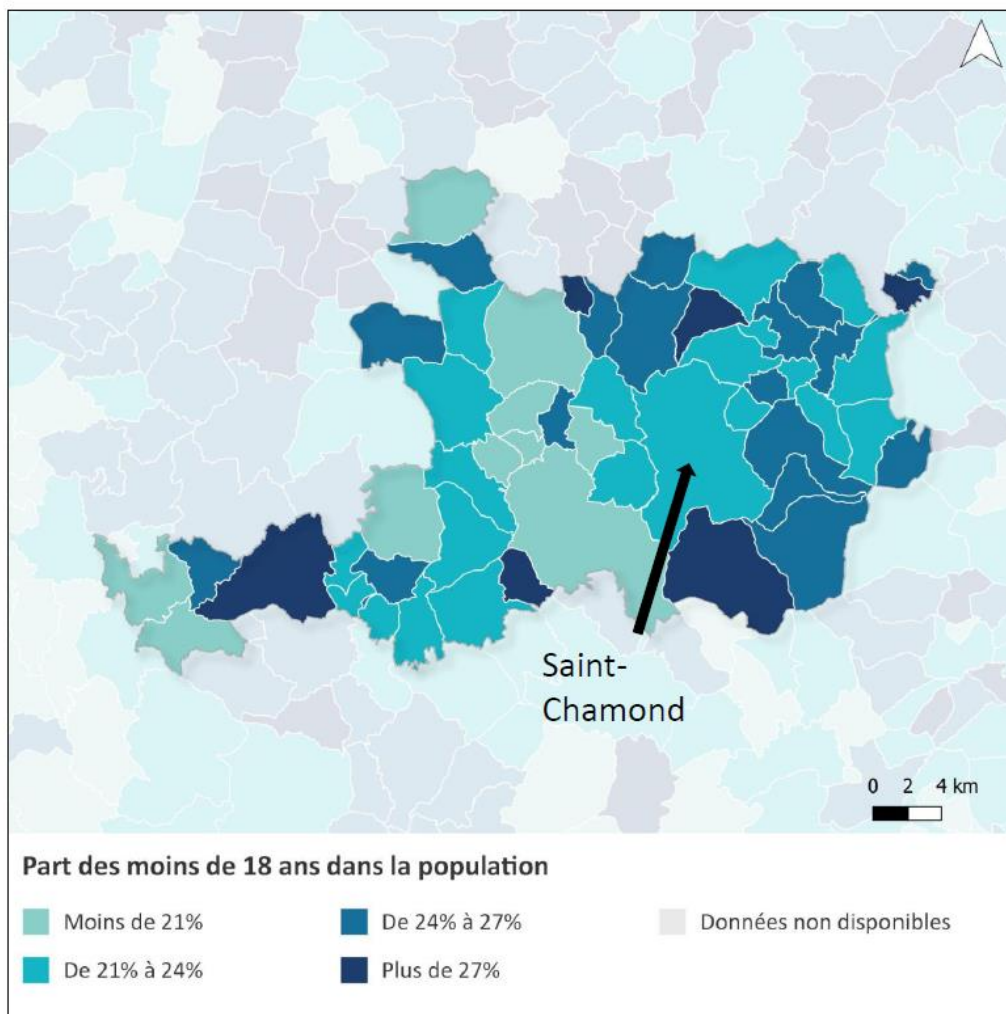 Saint-
Chamond
0 2 4 km
Part des moins de 18 ans dans la population
Moins de 21%
De 24% à 27%
Données non disponibles
De 21% à 24%
Plus de 27%